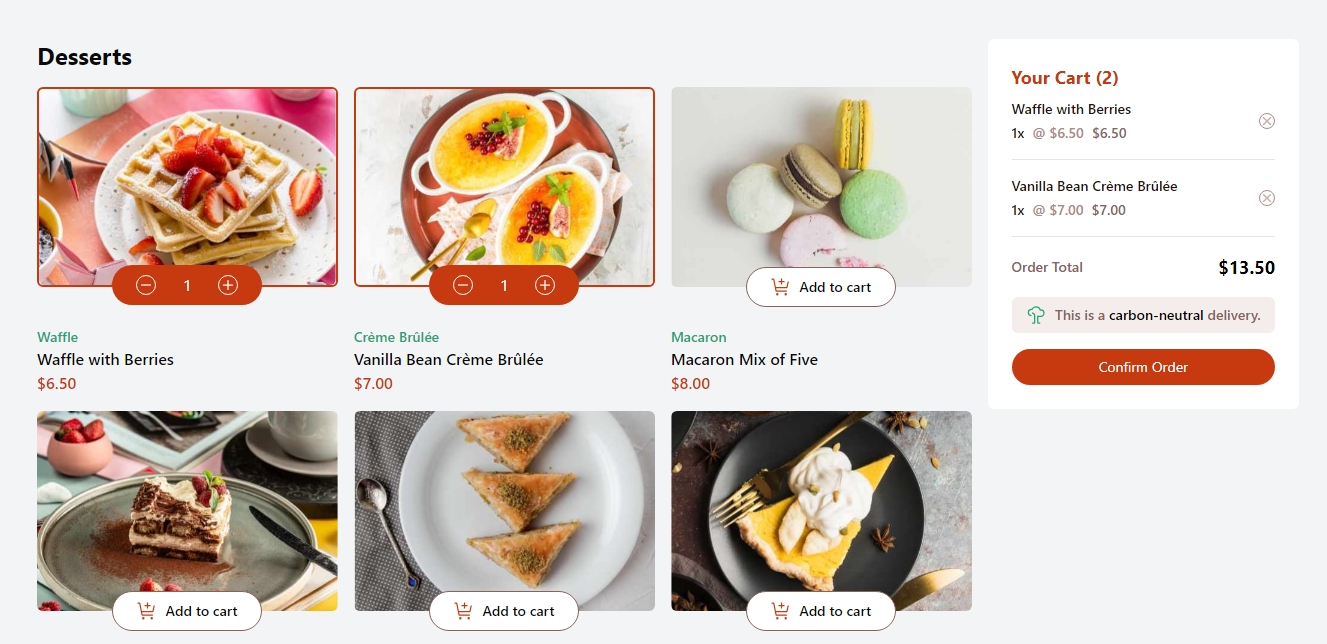 Desserts
1
1
Add to cart
Waffle
Waffle with Berries
$6.50
Crème Brûlée
Vanilla Bean Crème Brûlée
$7.00
Macaron
Macaron Mix of Five
$8.00
Add to cart
Add to cart
Add to cart
Your Cart (2)
Waffle with Berries
1x @ $6.50 $6.50
Vanilla Bean Crème Brûlée
1x @ $7.00 $7.00
Order Total $13.50
This is a carbon-neutral delivery.
Confirm Order